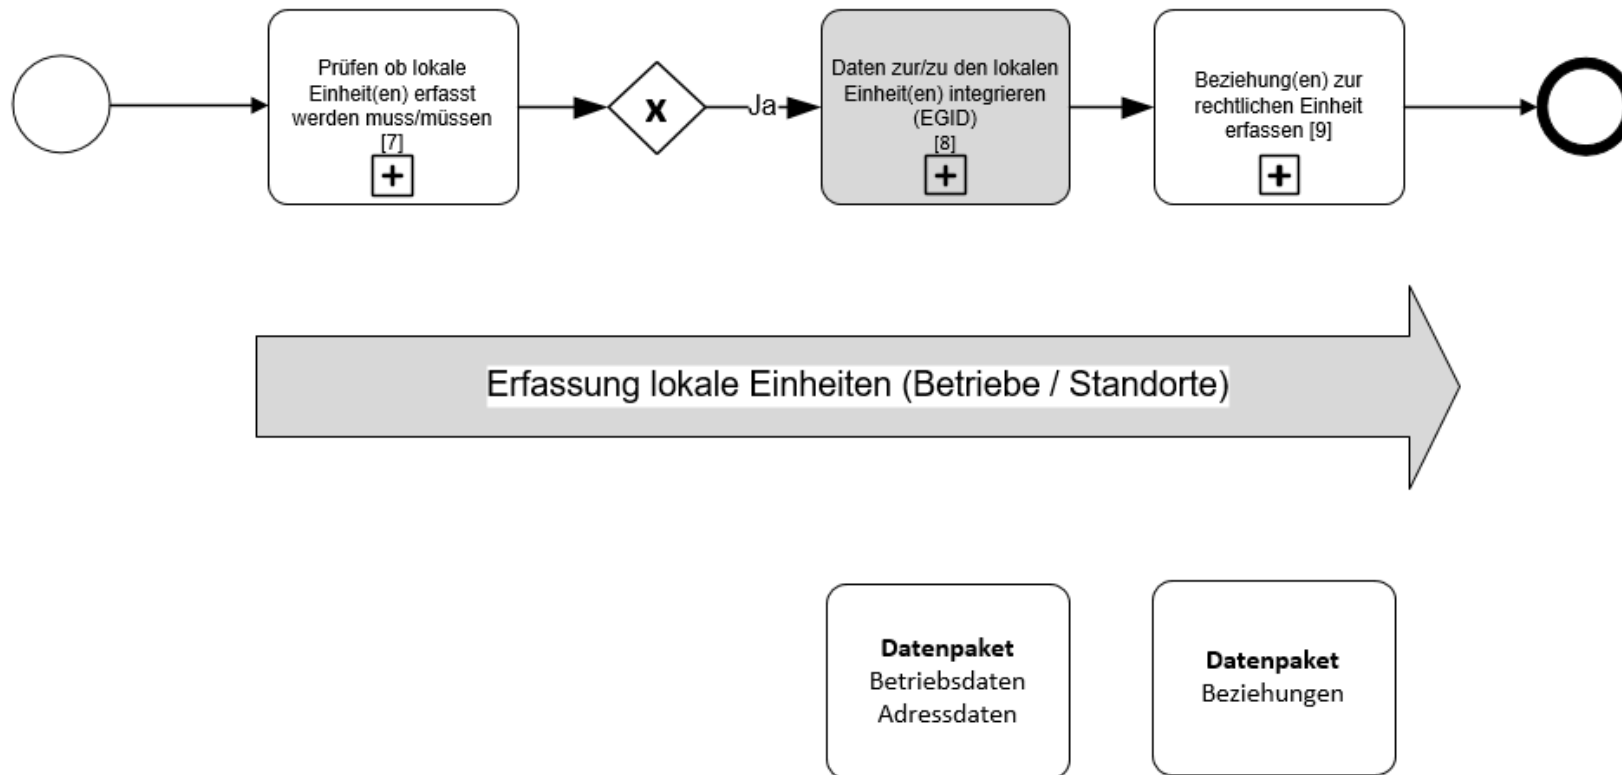 Prüfen ob lokale
Einheit(en) erfasst
werden muss/müssen
[7]
x
Ja
Daten zur/zu den lokalen
Einheit(en) integrieren
(EGID)
[8]
Beziehung(en) zur
rechtlichen Einheit
erfassen [9]
Erfassung lokale Einheiten (Betriebe / Standorte)
Datenpaket
Betriebsdaten
Adressdaten
Datenpaket
Beziehungen